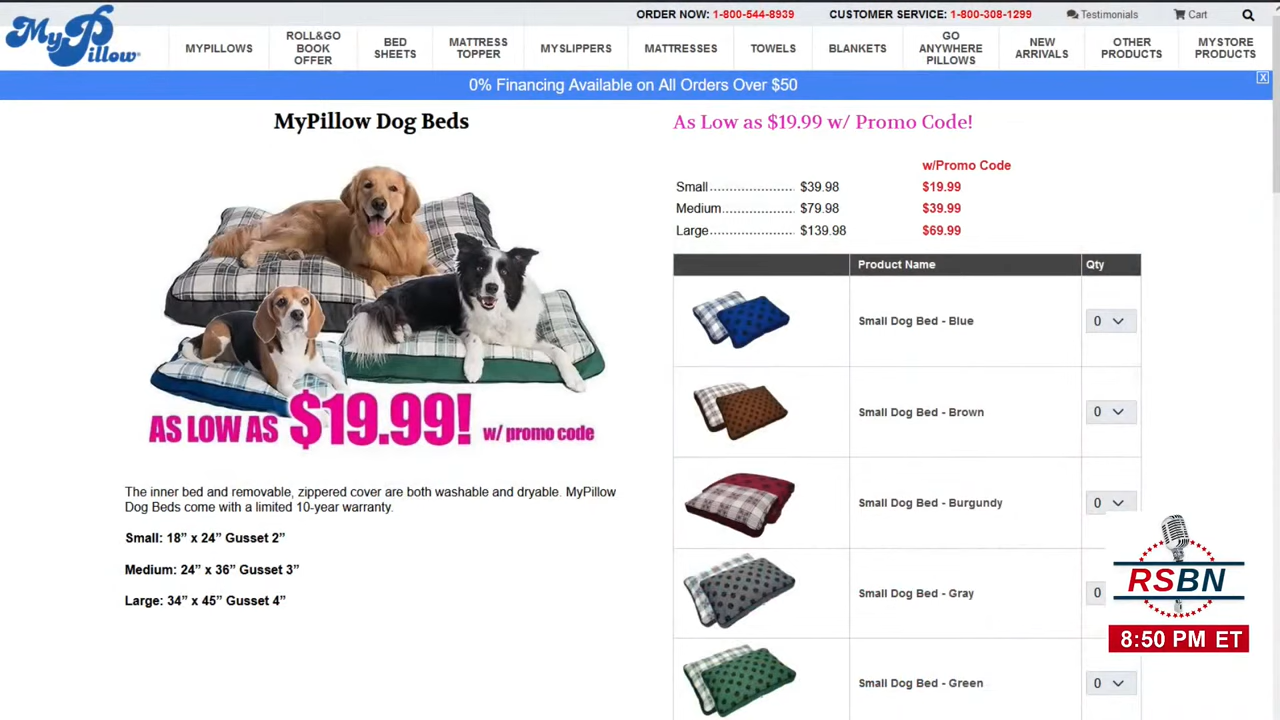 ORDER NOW: 1-800-544-8939 CUSTOMER SERVICE: 1-800-308-1299 Testimonials Cart
MyPillow®
MYPILLOWS
ROLL&GO
BOOK
OFFER
BED
SHEETS
MATTRESS
TOPPER
MYSLIPPERS
MATTRESSES
TOWELS
BLANKETS
GO
ANYWHERE
PILLOWS
NEW
ARRIVALS
OTHER
PRODUCTS
MYSTORE
PRODUCTS
0% Financing Available on All Orders Over $50
X
MyPillow Dog Beds
AS LOW AS $19.99! w/ promo code
The inner bed and removable, zippered cover are both washable and dryable. MyPillow
Dog Beds come with a limited 10-year warranty.
Small: 18” x 24” Gusset 2”
Medium: 24” x 36” Gusset 3”
Large: 34” x 45” Gusset 4”
As Low as $19.99 w/ Promo Code!
w/Promo Code
Small...................... $39.98 $19.99
Medium................... $79.98 $39.99
Large...................... $139.98 $69.99
Product Name Qty
Small Dog Bed - Blue 0
Small Dog Bed - Brown 0
Small Dog Bed - Burgundy 0
Small Dog Bed - Gray 0
Small Dog Bed - Green 0
RSBN
8:50 PM ET